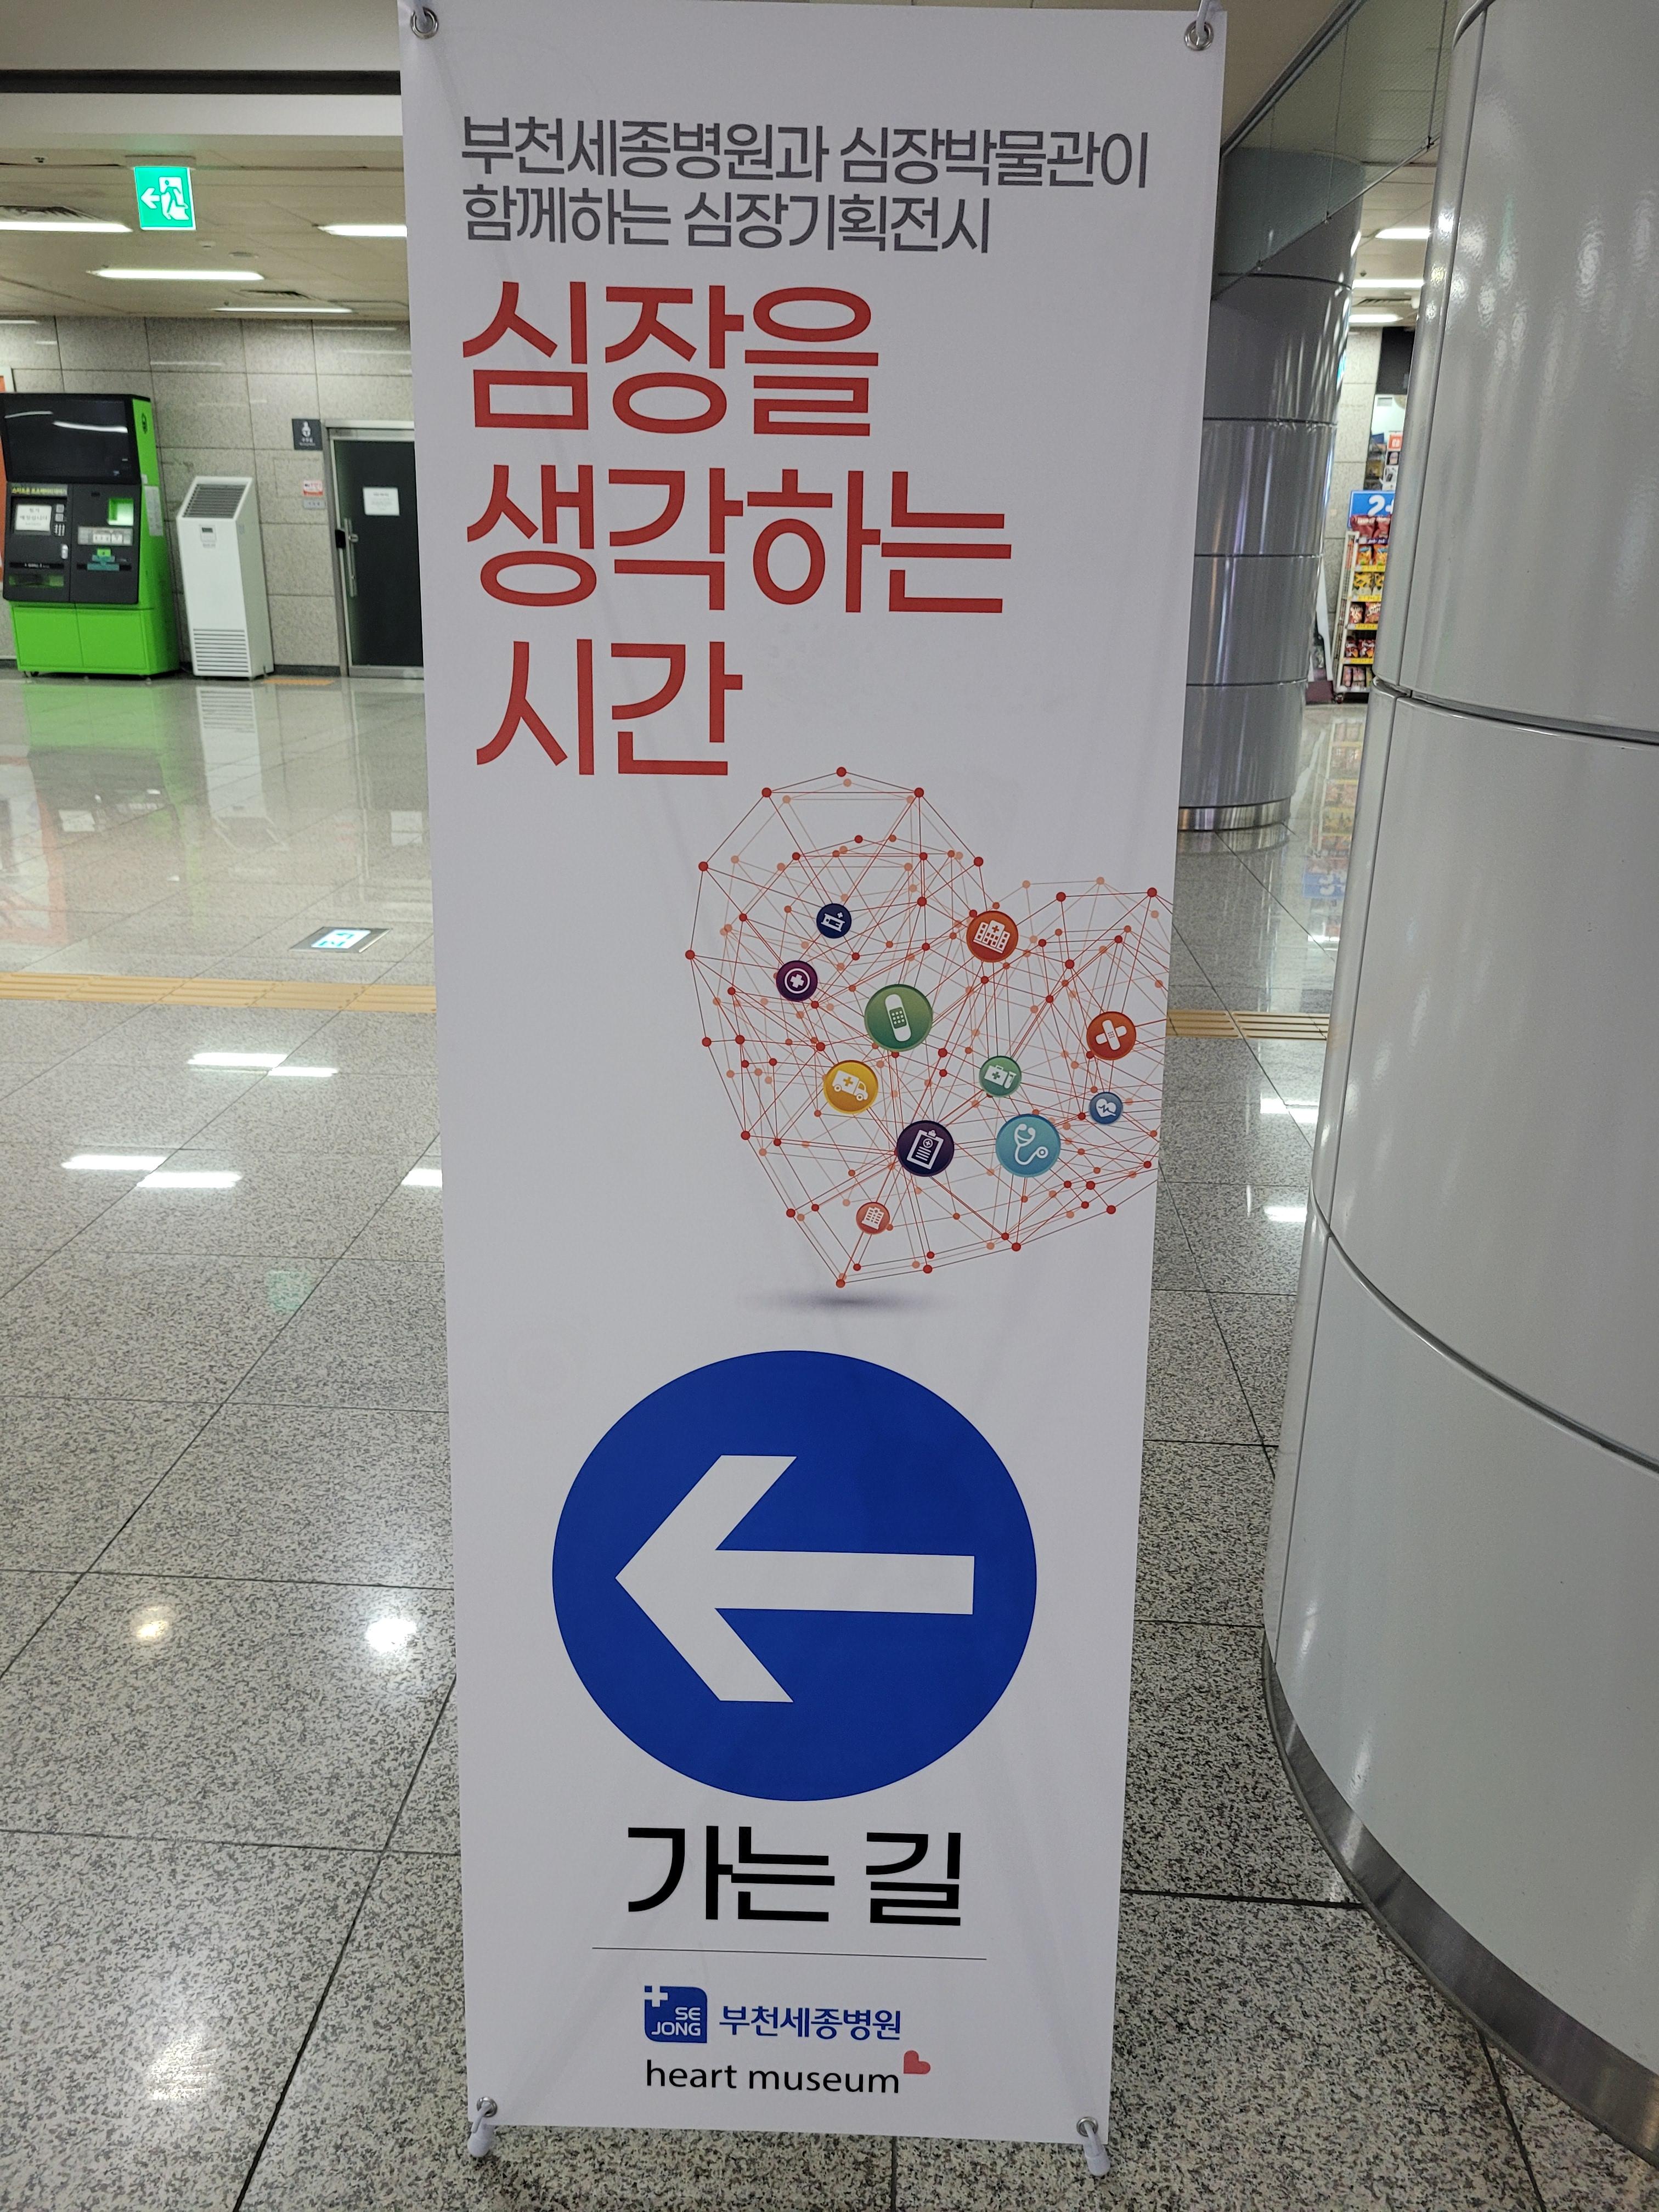 부천세종병원과 심장박물관이
함께하는 심장기획전시
심장을
생각하는
시간
가는 길
SE
JONG
부천세종병원
heart museum